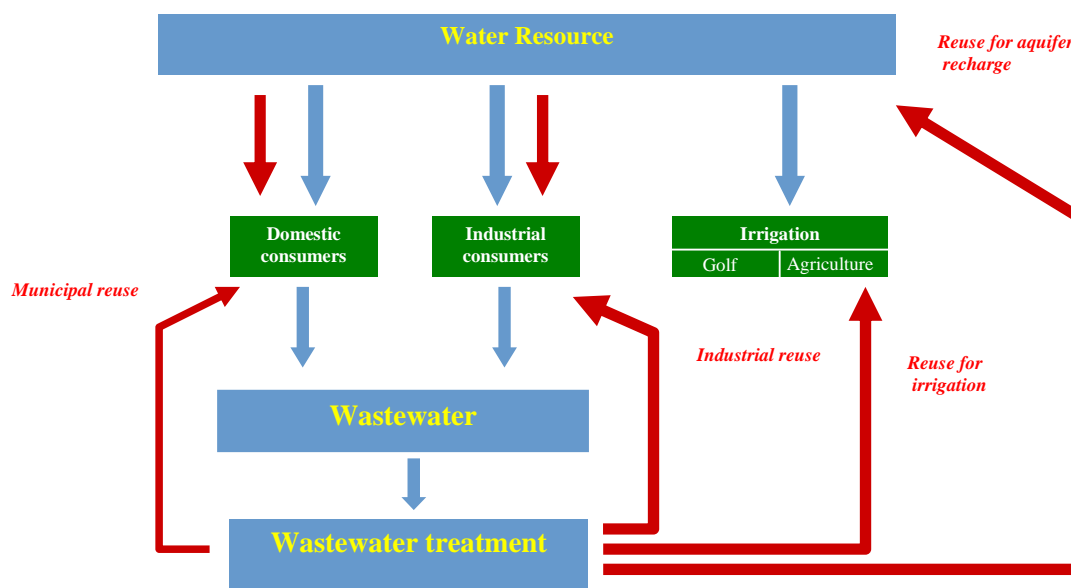 Water Resource
Reuse for aquifer
recharge
Domestic
consumers
Industrial
consumers
Irrigation
Golf
Agriculture
Municipal reuse
Industrial reuse
Reuse for
irrigation
Wastewater
Wastewater treatment